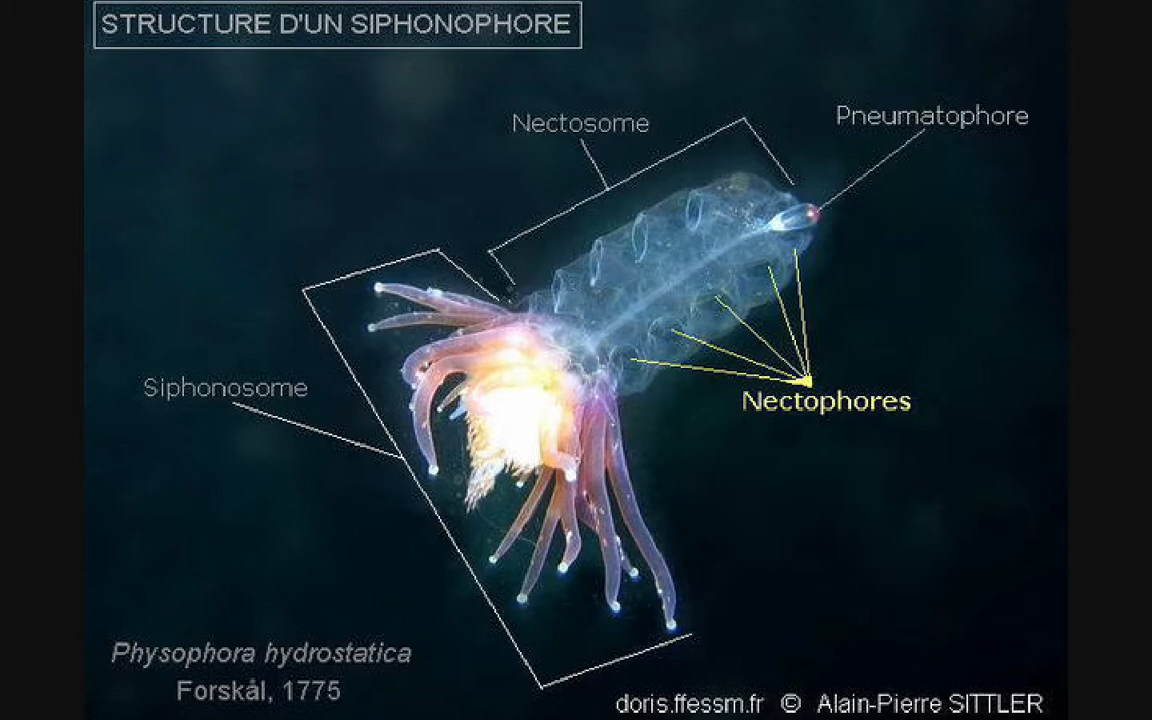 STRUCTURE D'UN SIPHONOPHORE
Nectosome
Pneumatophore
Siphonosome
Nectophores
Physophora hydrostatica
Forskål, 1775
doris.ffessm.fr © Alain-Pierre SITTLER